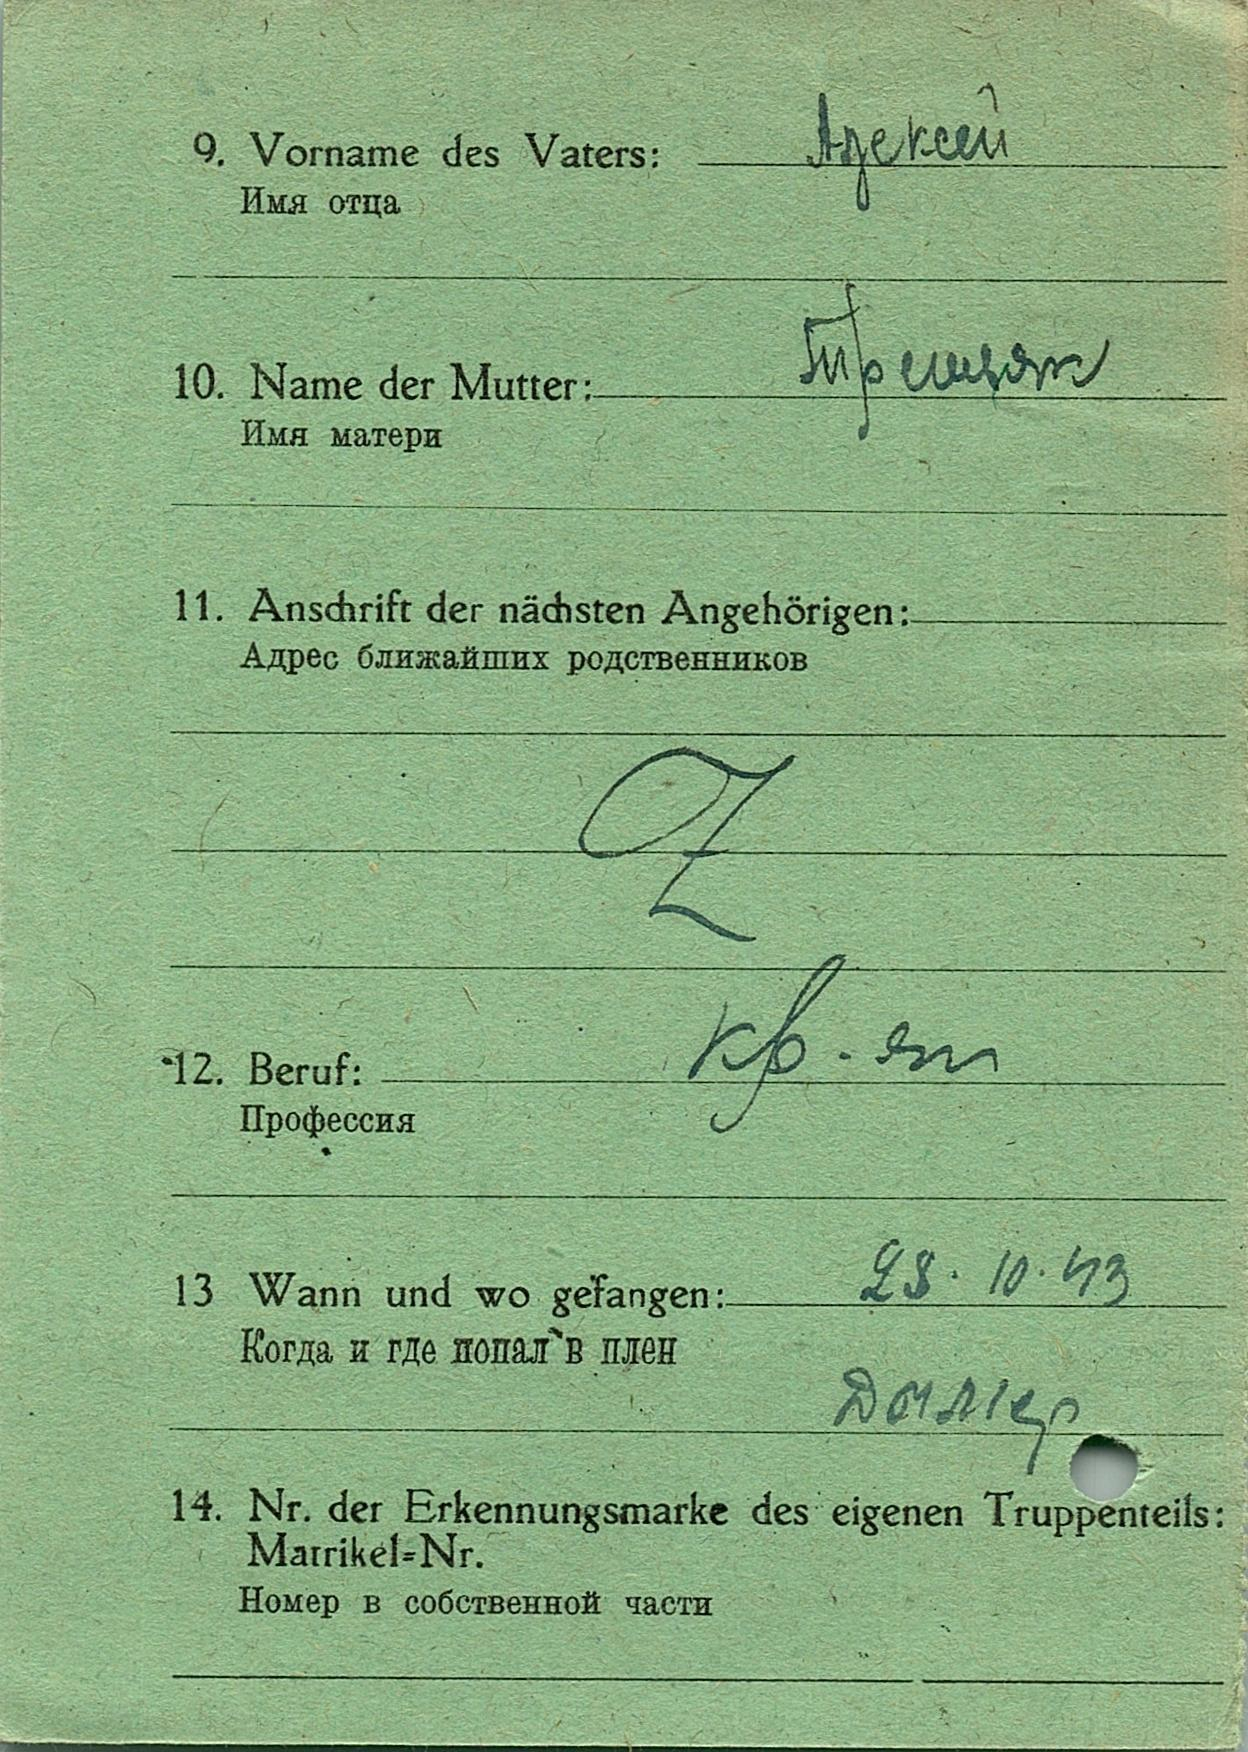 9. Vorname des Vaters: Алексей
Имя отца
10. Name der Mutter:
Имя матери
11. Anschrift der nächsten Angehörigen:
Адрес ближайших родственников
Z
12. Beruf: кр-ян
Профессия
13 Wann und wo gefangen: 28.10.43
Когда и где попал в плен
14. Nr. der Erkennungsmarke des eigenen Truppenteils:
Matrikel=Nr.
Номер в собственной части